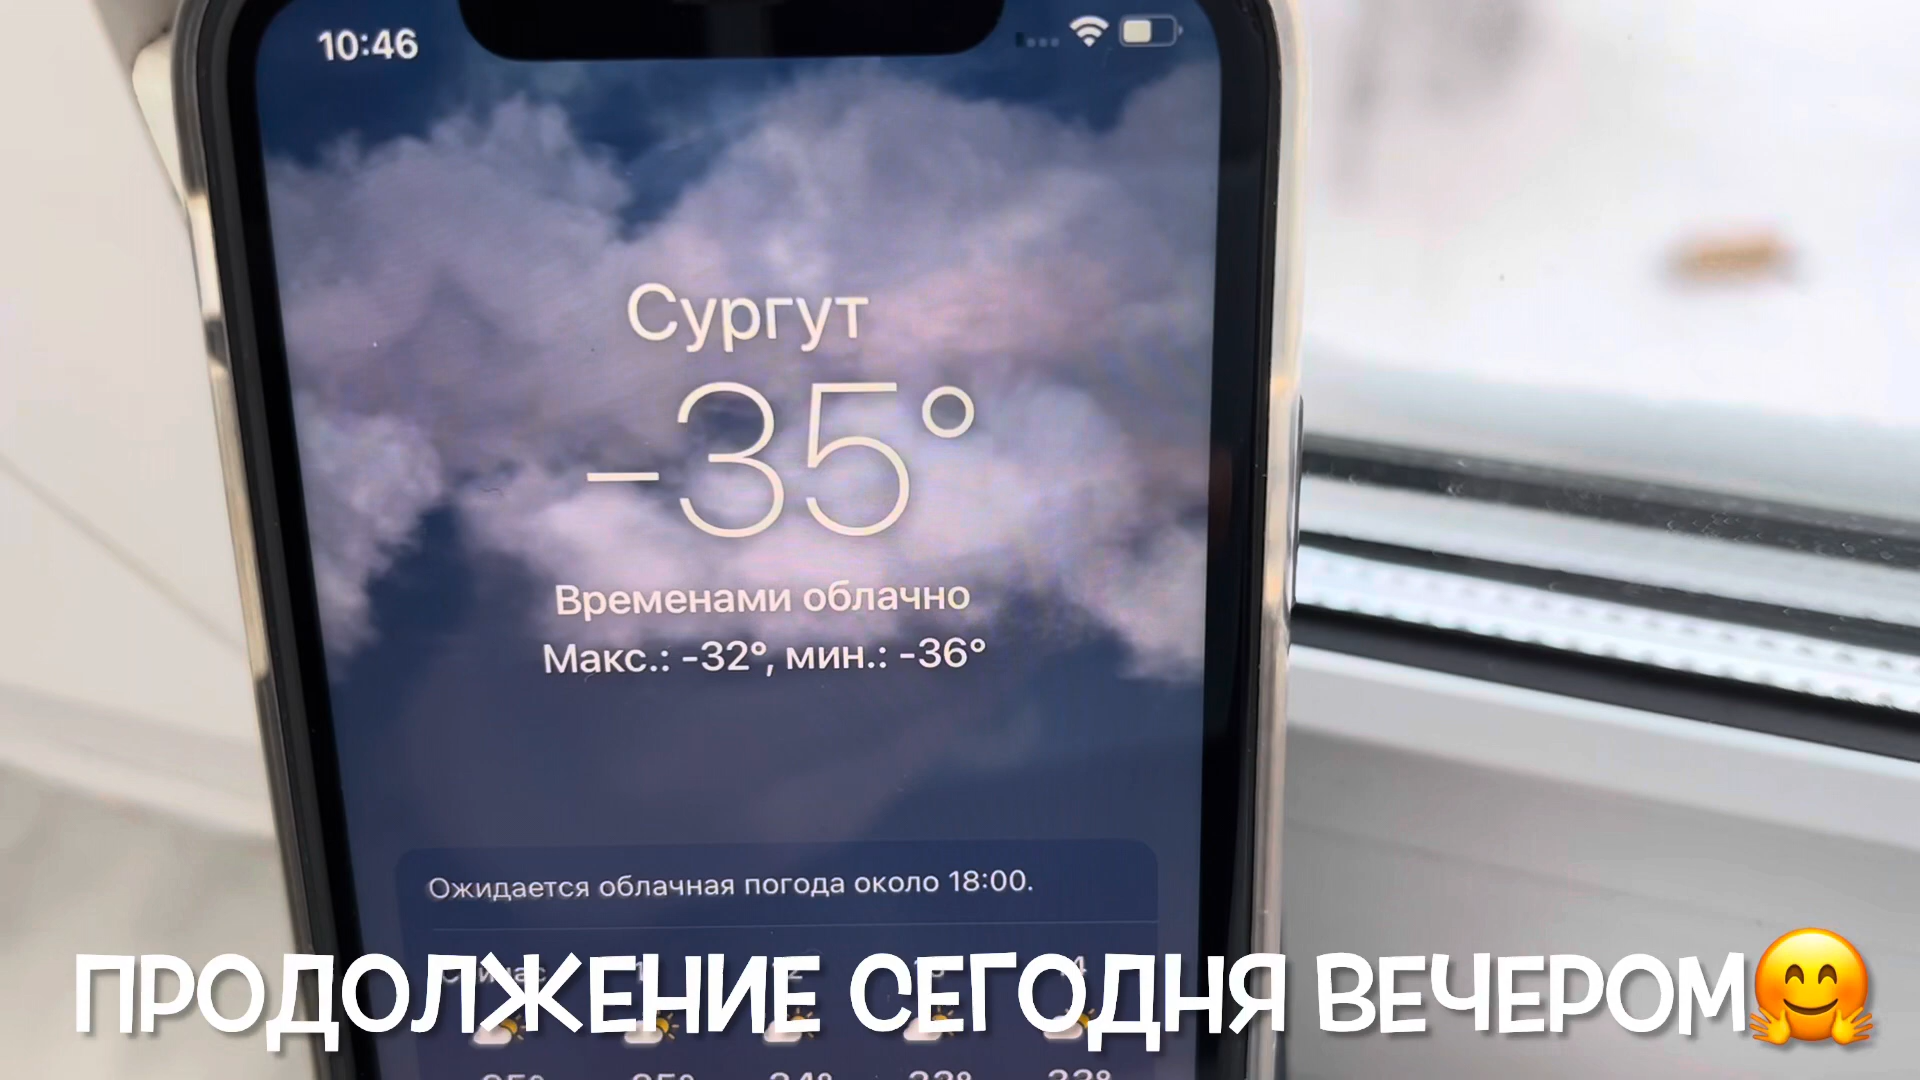 10:46
Сургут
-35°
Временами облачно
Макс.: -32°, мин.: -36°
Ожидается облачная погода около 18:00.
ПРОДОЛЖЕНИЕ СЕГОДНЯ ВЕЧЕРОМ🤗